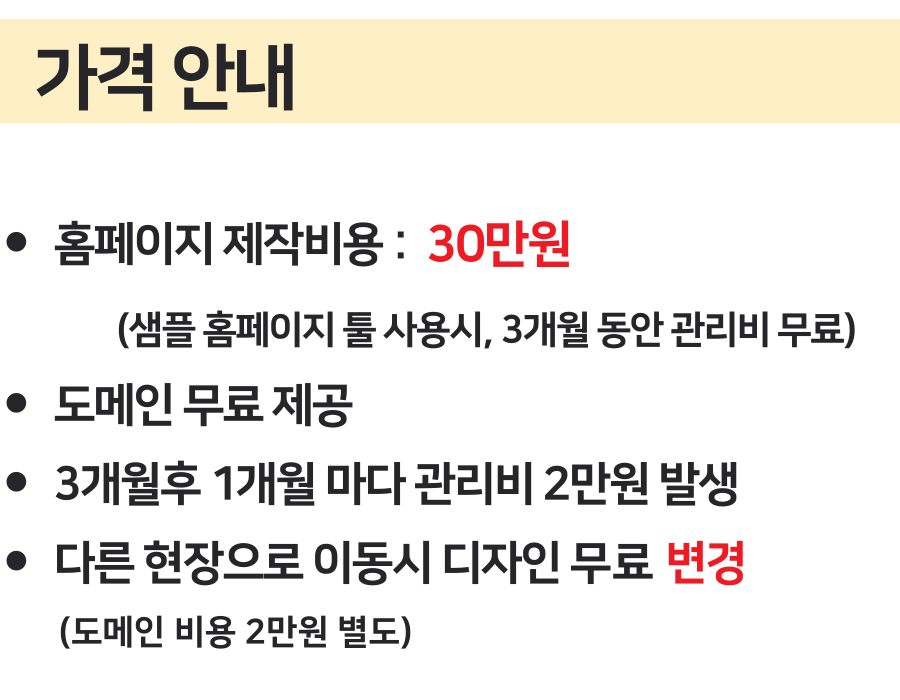 가격 안내
• 홈페이지 제작비용 : 30만원
(샘플 홈페이지 툴 사용시, 3개월 동안 관리비 무료)
• 도메인 무료 제공
• 3개월후 1개월 마다 관리비 2만원 발생
• 다른 현장으로 이동시 디자인 무료 변경
(도메인 비용 2만원 별도)